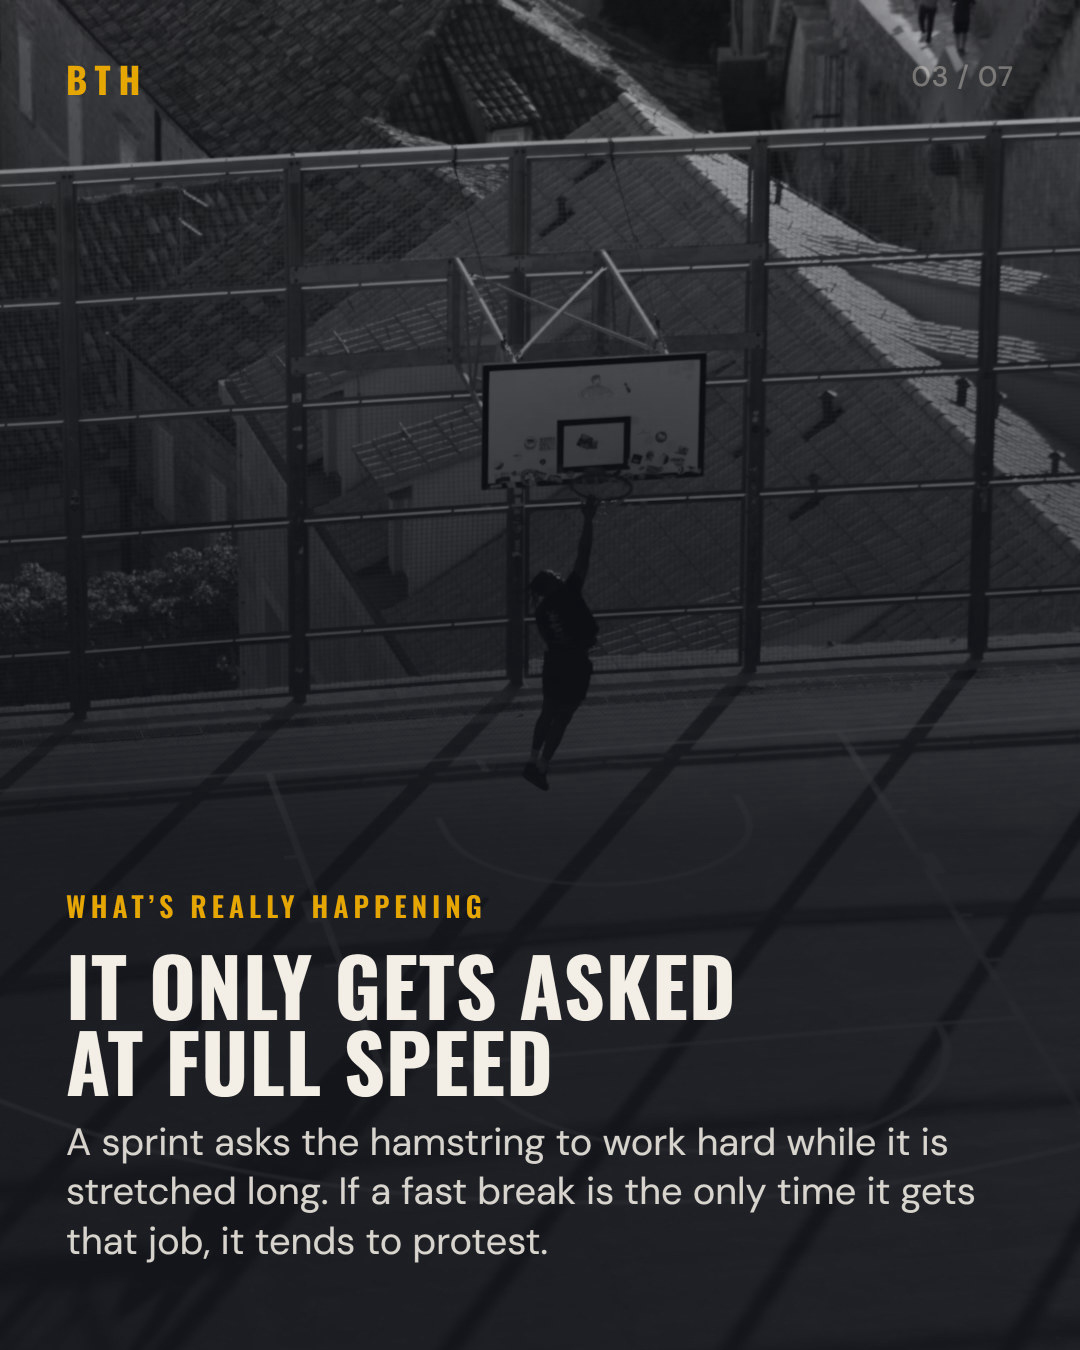 BTH
03 / 07
WHAT’S REALLY HAPPENING
IT ONLY GETS ASKED
AT FULL SPEED
A sprint asks the hamstring to work hard while it is
stretched long. If a fast break is the only time it gets
that job, it tends to protest.